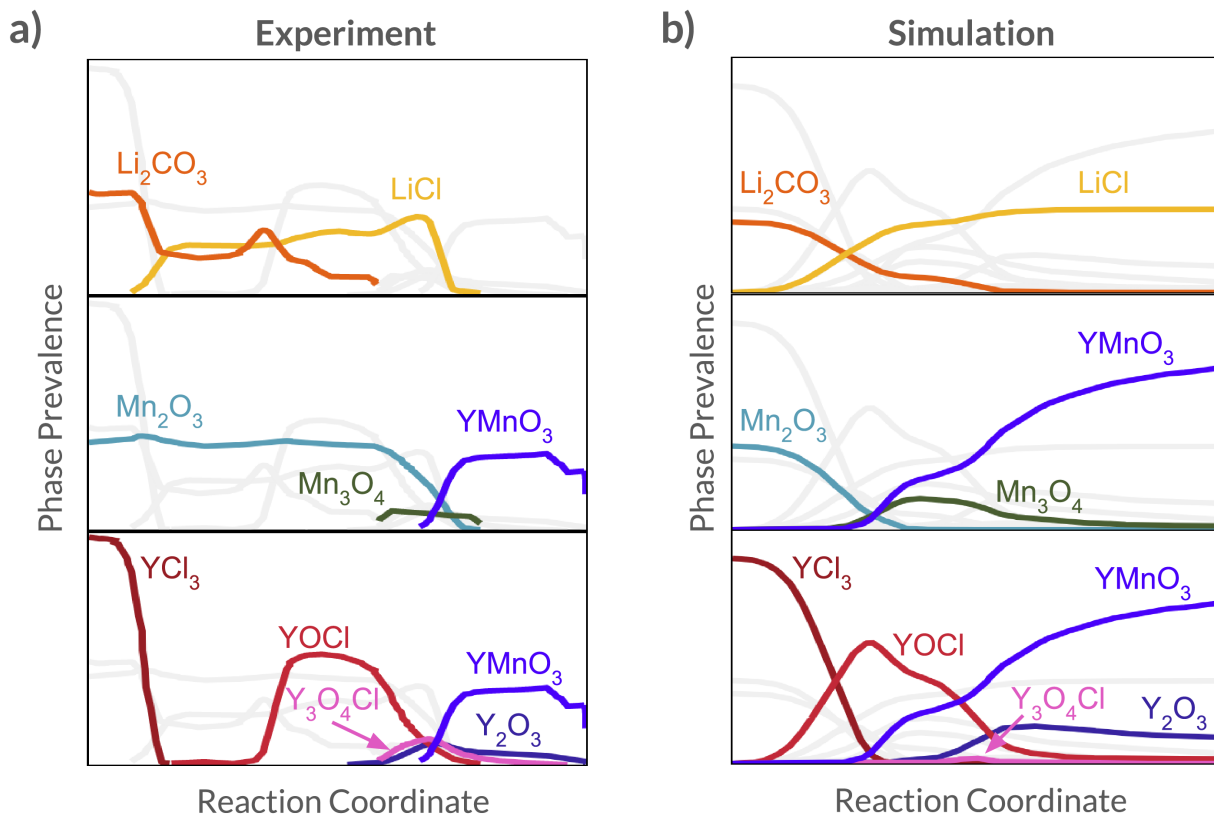 a)
Experiment
Li₂CO₃
LiCl
Mn₂O₃
YMnO₃
Mn₃O₄
YCl₃
YOCl
YMnO₃
Y₃O₄Cl
Y₂O₃
Phase Prevalence
Reaction Coordinate
b)
Simulation
Li₂CO₃
LiCl
YMnO₃
Mn₂O₃
Mn₃O₄
YCl₃
YMnO₃
YOCl
Y₃O₄Cl
Y₂O₃
Phase Prevalence
Reaction Coordinate